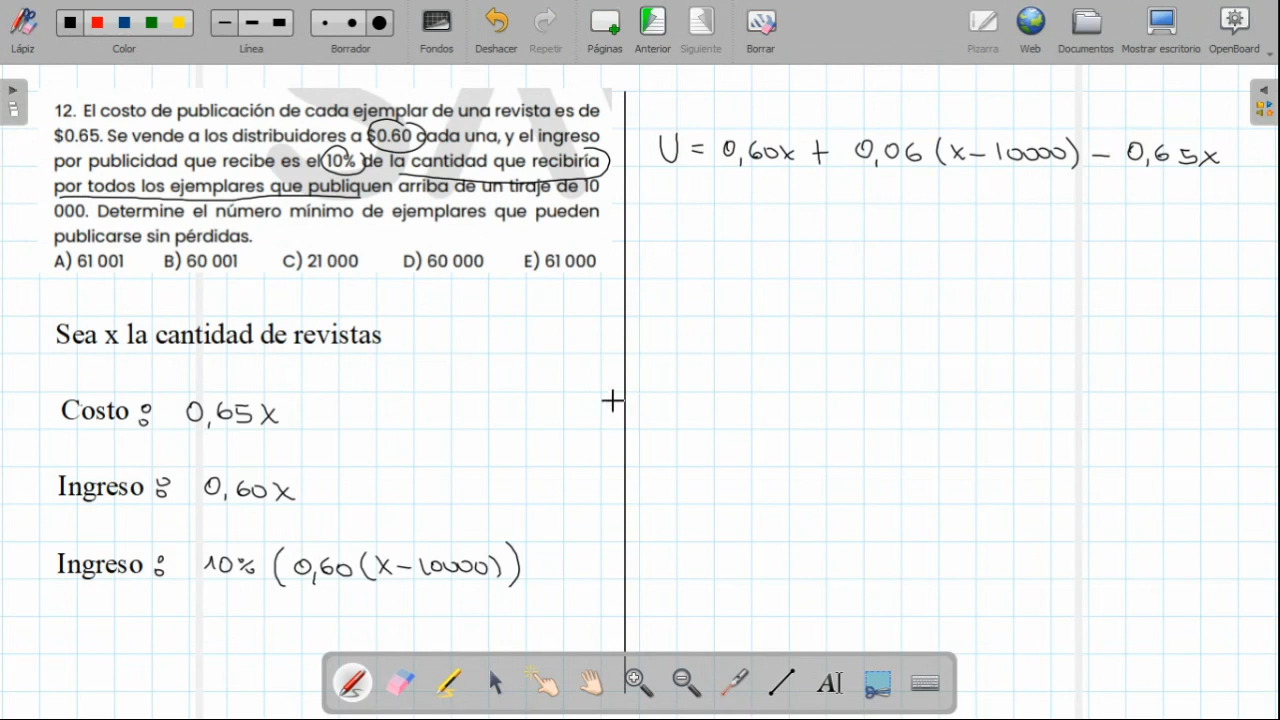 Lápiz
Color
Línea
Borrador
Fondos
Deshacer
Repetir
Páginas
Anterior
Siguiente
Borrar
Pizarra
Web
Documentos
Mostrar escritorio
OpenBoard
12. El costo de publicación de cada ejemplar de una revista es de
$0.65. Se vende a los distribuidores a $0.60 cada una, y el ingreso
por publicidad que recibe es el 10% de la cantidad que recibiría
por todos los ejemplares que publiquen arriba de un tiraje de 10
000. Determine el número mínimo de ejemplares que pueden
publicarse sin pérdidas.
A) 61 001 B) 60 001 C) 21 000 D) 60 000 E) 61 000
Sea x la cantidad de revistas
Costo : 0,65x
Ingreso : 0,60x
Ingreso : 10% (0,60(x-10000))
U = 0,60x + 0,06 (x-10000) - 0,65x